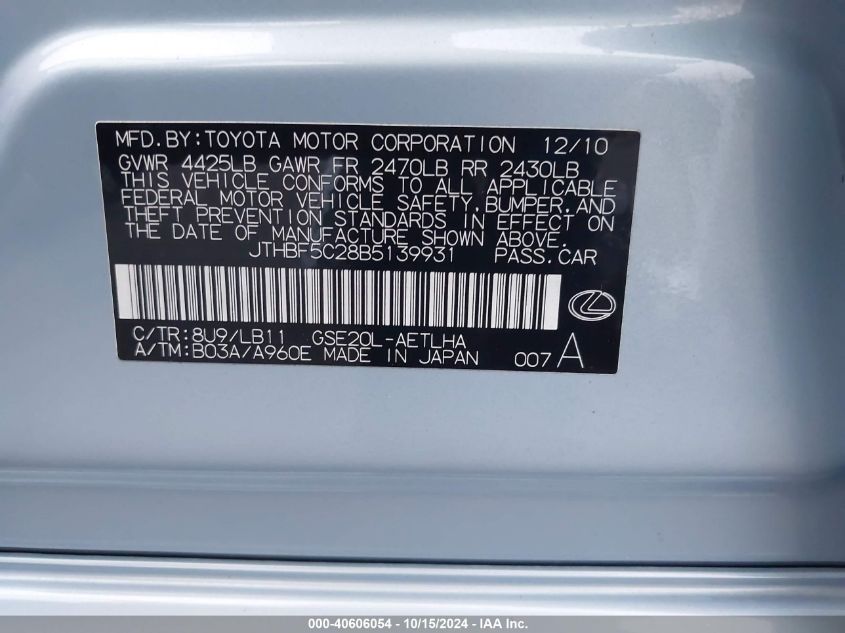 MFD.BY:TOYOTA MOTOR CORPORATION 12/10
GVWR 4425LB GAWR FR 2470LB RR 2430LB
THIS VEHICLE CONFORMS TO ALL APPLICABLE
FEDERAL MOTOR VEHICLE SAFETY,BUMPER,AND
THEFT PREVENTION STANDARDS IN EFFECT ON
THE DATE OF MANUFACTURE SHOWN ABOVE.
JTHBF5C28B5139931 PASS.CAR
C/TR:8U9/LB11 GSE20L-AETLHA
A/TM:B03A/A960E MADE IN JAPAN 007 A
000-40606054 - 10/15/2024 - IAA Inc.